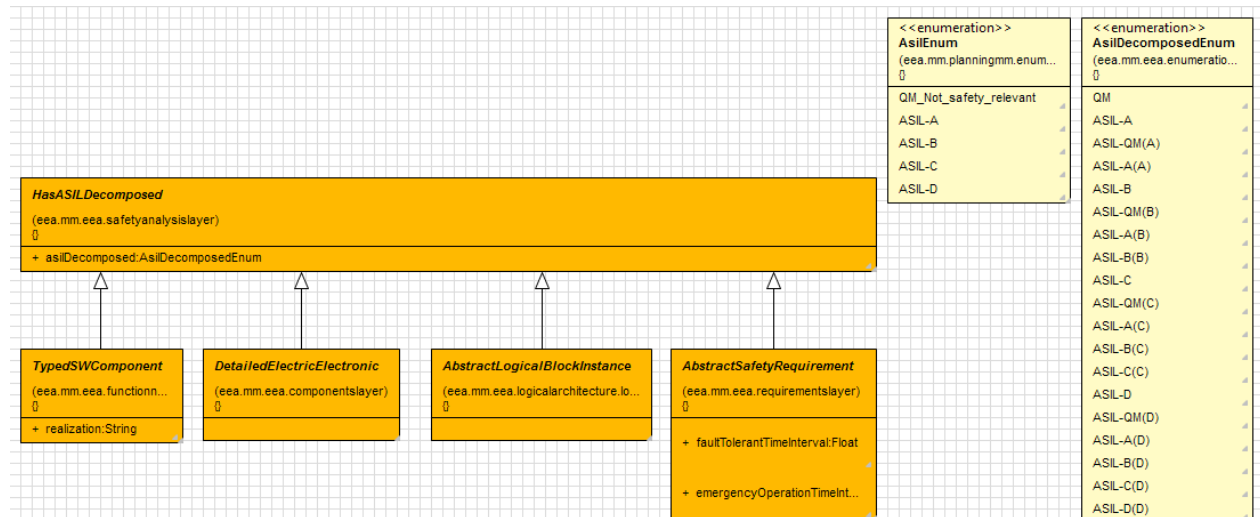 <<enumeration>>
AsilEnum
(eea.mm.planningmm.enum...
{}
QM_Not_safety_relevant
ASIL-A
ASIL-B
ASIL-C
ASIL-D
<<enumeration>>
AsilDecomposedEnum
(eea.mm.eea.enumeratio...
{}
QM
ASIL-A
ASIL-QM(A)
ASIL-A(A)
ASIL-B
ASIL-QM(B)
ASIL-A(B)
ASIL-B(B)
ASIL-C
ASIL-QM(C)
ASIL-A(C)
ASIL-B(C)
ASIL-C(C)
ASIL-D
ASIL-QM(D)
ASIL-A(D)
ASIL-B(D)
ASIL-C(D)
ASIL-D(D)
HasASILDecomposed
(eea.mm.eea.safetyanalysislayer)
{}
+ asilDecomposed:AsilDecomposedEnum
TypedSWComponent
(eea.mm.eea.functionn...
{}
+ realization:String
DetailedElectricElectronic
(eea.mm.eea.componentslayer)
{}
AbstractLogicalBlockInstance
(eea.mm.eea.logicalarchitecture.lo...
{}
AbstractSafetyRequirement
(eea.mm.eea.requirementslayer)
{}
+ faultTolerantTimeInterval:Float
+ emergencyOperationTimeInt...